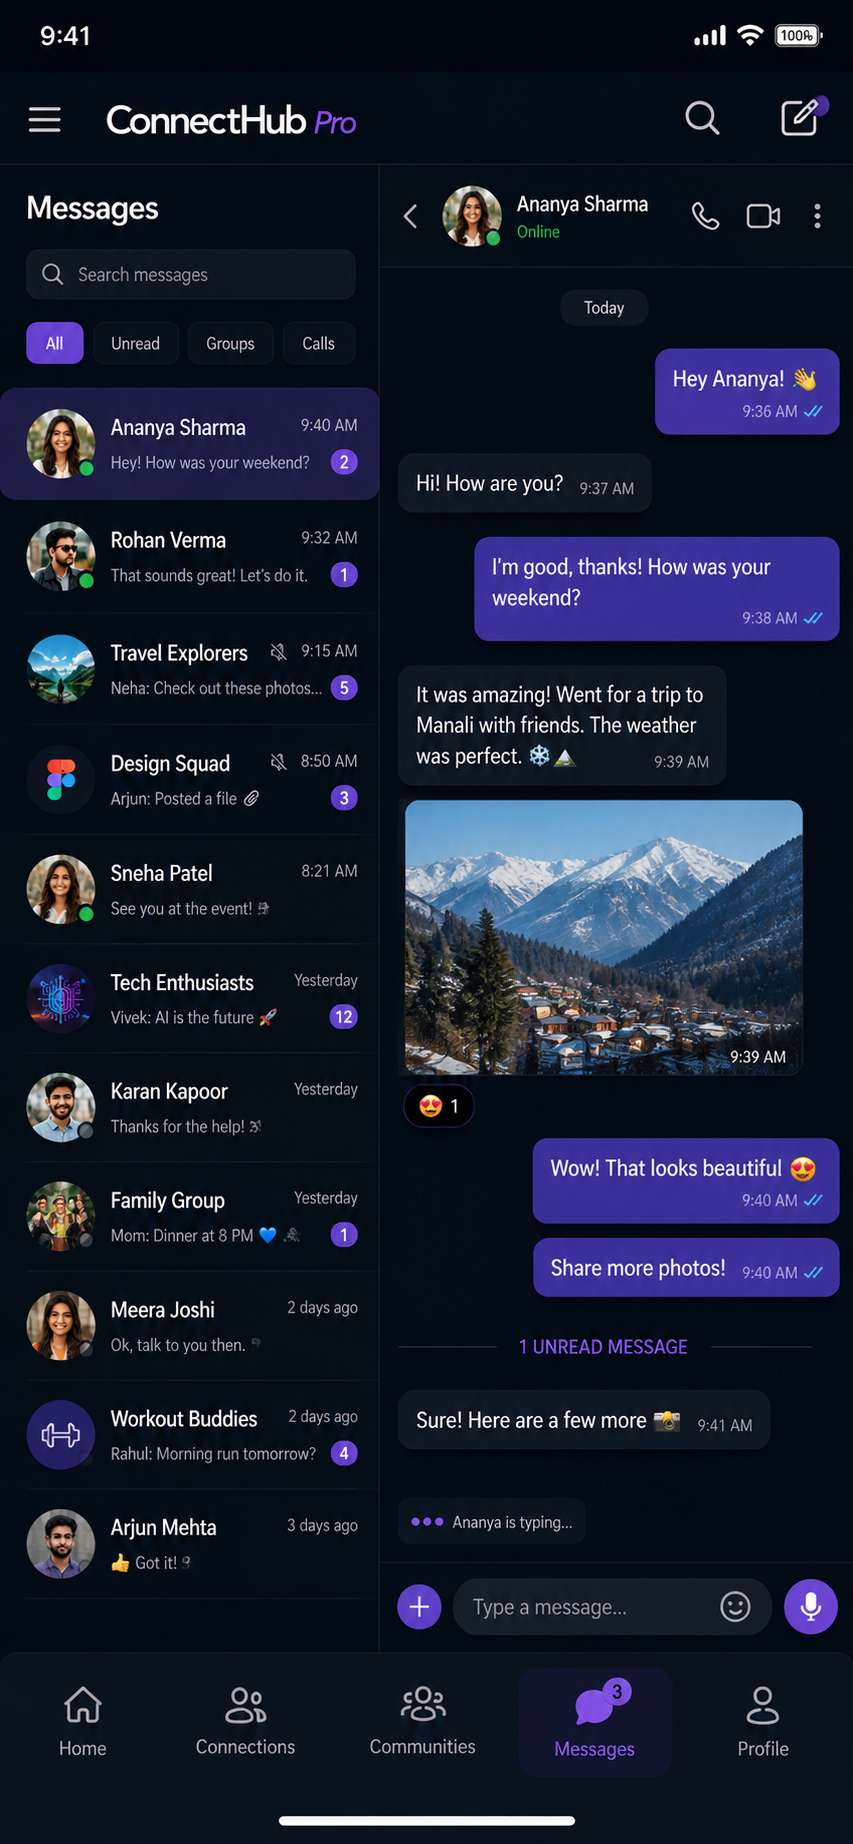 9:41
100%
ConnectHub Pro
Messages
Search messages
All
Unread
Groups
Calls
Ananya Sharma
9:40 AM
Hey! How was your weekend?
2
Rohan Verma
9:32 AM
That sounds great! Let's do it.
1
Travel Explorers
9:15 AM
Neha: Check out these photos...
5
Design Squad
8:50 AM
Arjun: Posted a file 📎
3
Sneha Patel
8:21 AM
See you at the event!
Tech Enthusiasts
Yesterday
Vivek: AI is the future 🚀
12
Karan Kapoor
Yesterday
Thanks for the help!
Family Group
Yesterday
Mom: Dinner at 8 PM 💙
1
Meera Joshi
2 days ago
Ok, talk to you then.
Workout Buddies
2 days ago
Rahul: Morning run tomorrow?
4
Arjun Mehta
3 days ago
👍 Got it!
Ananya Sharma
Online
Today
Hey Ananya! 👋
9:36 AM
Hi! How are you?
9:37 AM
I'm good, thanks! How was your
weekend?
9:38 AM
It was amazing! Went for a trip to
Manali with friends. The weather
was perfect. ❄️🏔️
9:39 AM
9:39 AM
😍 1
Wow! That looks beautiful 😍
9:40 AM
Share more photos!
9:40 AM
1 UNREAD MESSAGE
Sure! Here are a few more 📸
9:41 AM
Ananya is typing...
Type a message...
Home
Connections
Communities
3
Messages
Profile